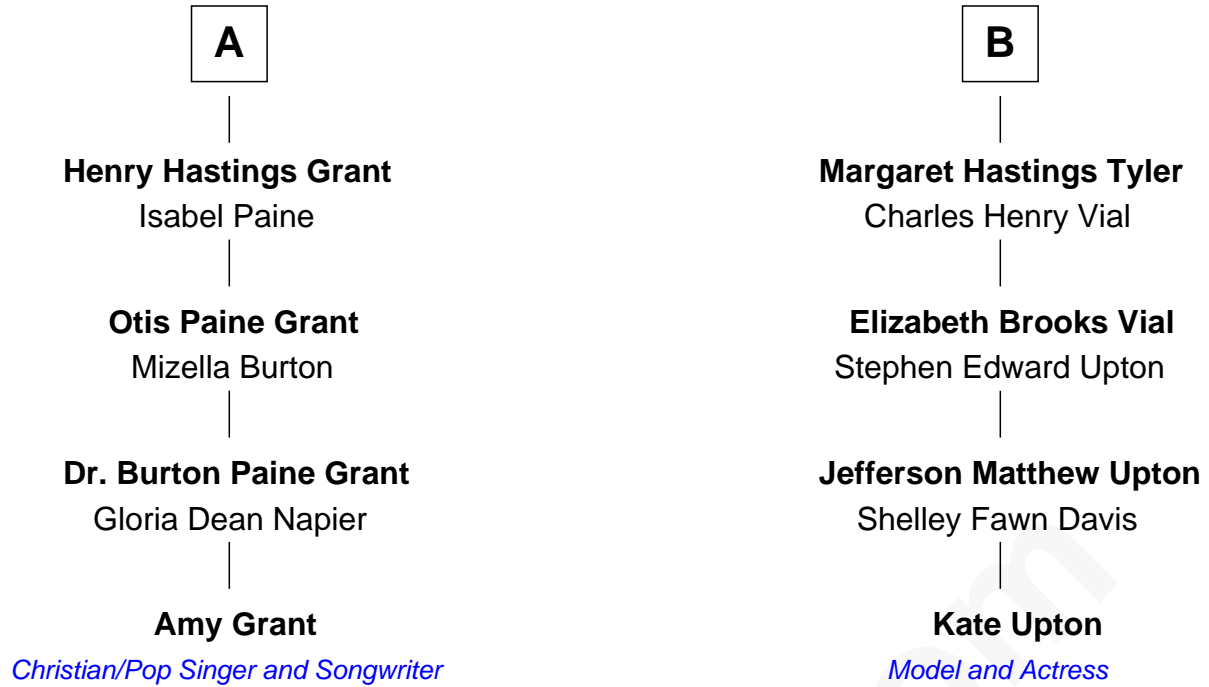 A
B
Henry Hastings Grant
Isabel Paine
Margaret Hastings Tyler
Charles Henry Vial
Otis Paine Grant
Mizella Burton
Elizabeth Brooks Vial
Stephen Edward Upton
Dr. Burton Paine Grant
Gloria Dean Napier
Jefferson Matthew Upton
Shelley Fawn Davis
Amy Grant
Christian/Pop Singer and Songwriter
Kate Upton
Model and Actress